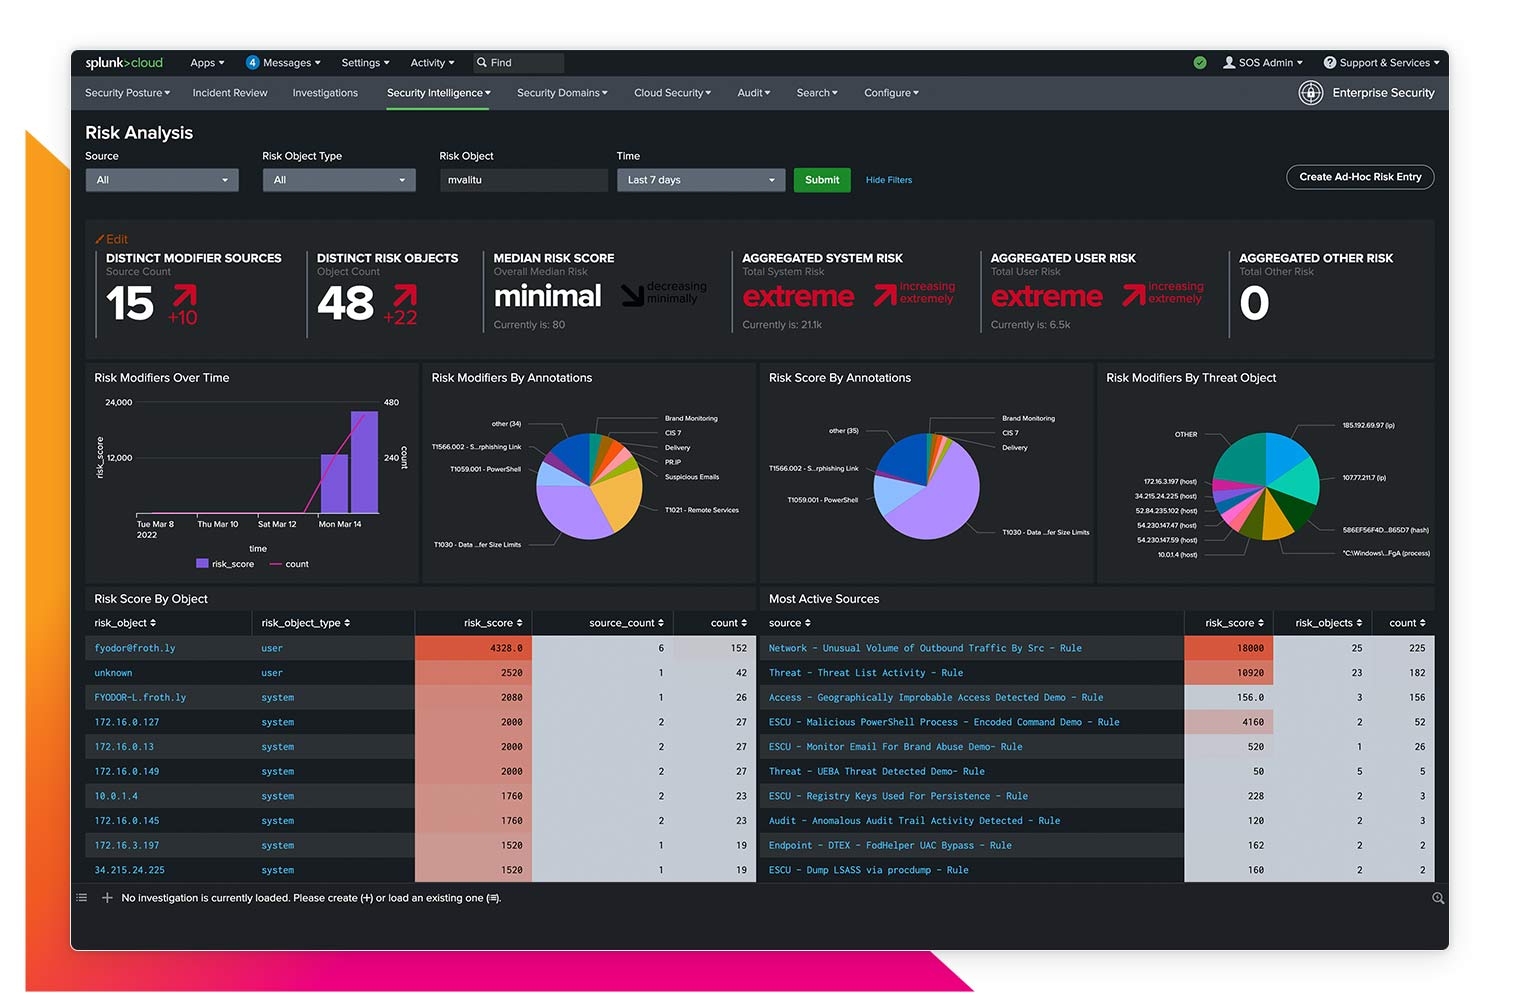 splunk>cloud Apps 4 Messages Settings Activity Find SOS Admin ? Support & Services
Security Posture Incident Review Investigations Security Intelligence Security Domains Cloud Security Audit Search Configure Enterprise Security
Risk Analysis
Source Risk Object Type Risk Object Time
All All mvalitu Last 7 days Submit Hide Filters Create Ad-Hoc Risk Entry
Edit
DISTINCT MODIFIER SOURCES
Source Count
15 +10
DISTINCT RISK OBJECTS
Object Count
48 +22
MEDIAN RISK SCORE
Overall Median Risk
minimal decreasing minimally
Currently is: 80
AGGREGATED SYSTEM RISK
Total System Risk
extreme increasing extremely
Currently is: 21.1k
AGGREGATED USER RISK
Total User Risk
extreme increasing extremely
Currently is: 6.5k
AGGREGATED OTHER RISK
Total Other Risk
0
Risk Modifiers Over Time
24,000 480
12,000 240
risk_score
count
Tue Mar 8 Thu Mar 10 Sat Mar 12 Mon Mar 14
2022
time
risk_score count
Risk Modifiers By Annotations
other (34)
T1566.002 - S...rphishing Link
T1059.001 - PowerShell
T1030 - Data ...fer Size Limits
Brand Monitoring
CIS 7
Delivery
PR.IP
Suspicious Emails
T1021 - Remote Services
Risk Score By Annotations
other (35)
T1566.002 - S...rphishing Link
T1059.001 - PowerShell
Brand Monitoring
CIS 7
Delivery
T1030 - Data ...fer Size Limits
Risk Modifiers By Threat Object
OTHER
172.16.3.197 (host)
34.215.24.225 (host)
52.84.235.102 (host)
54.230.147.47 (host)
54.230.147.59 (host)
10.0.1.4 (host)
185.192.69.97 (ip)
107.77.211.7 (ip)
586EF56F4D...865D7 (hash)
"C:\Windows\...FgA (process)
Risk Score By Object
risk_object risk_object_type risk_score source_count count
fyodor@froth.ly user 4328.0 6 152
unknown user 2520 1 42
FYODOR-L.froth.ly system 2080 1 26
172.16.0.127 system 2000 2 27
172.16.0.13 system 2000 2 27
172.16.0.149 system 2000 2 27
10.0.1.4 system 1760 2 23
172.16.0.145 system 1760 2 23
172.16.3.197 system 1520 1 19
34.215.24.225 system 1520 1 19
Most Active Sources
source risk_score risk_objects count
Network - Unusual Volume of Outbound Traffic By Src - Rule 18000 25 225
Threat - Threat List Activity - Rule 10920 23 182
Access - Geographically Improbable Access Detected Demo - Rule 156.0 3 156
ESCU - Malicious PowerShell Process - Encoded Command Demo - Rule 4160 2 52
ESCU - Monitor Email For Brand Abuse Demo- Rule 520 1 26
Threat - UEBA Threat Detected Demo- Rule 50 5 5
ESCU - Registry Keys Used For Persistence - Rule 228 2 3
Audit - Anomalous Audit Trail Activity Detected - Rule 120 2 3
Endpoint - DTEX - FodHelper UAC Bypass - Rule 162 2 2
ESCU - Dump LSASS via procdump - Rule 160 2 2
No investigation is currently loaded. Please create (+) or load an existing one (≡).